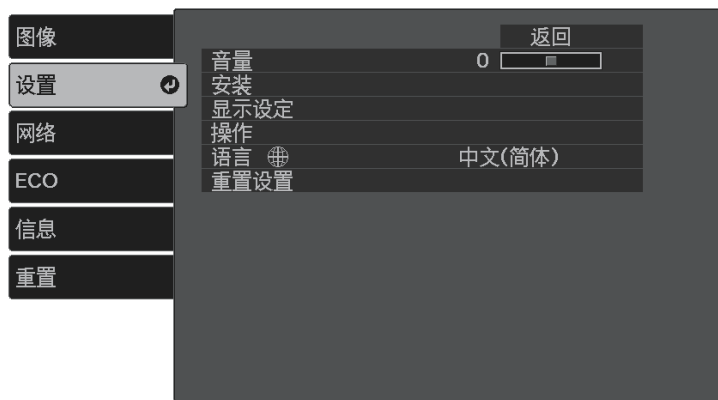 图像
设置
网络
ECO
信息
重置
返回
音量 0
安装
显示设定
操作
语言 中文(简体)
重置设置